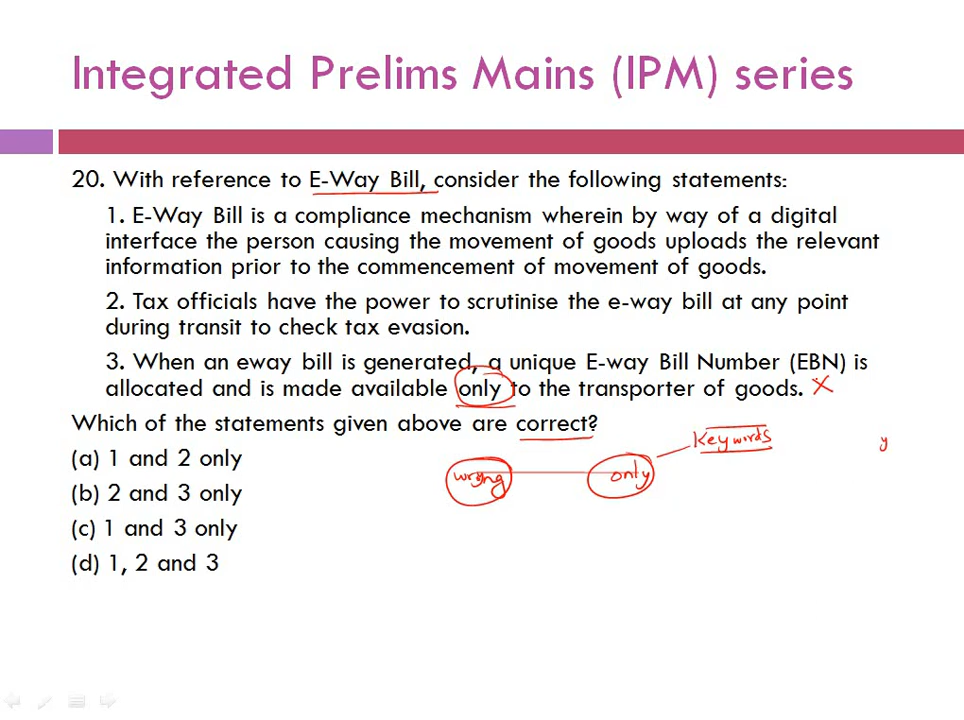 Integrated Prelims Mains (IPM) series
20. With reference to E-Way Bill, consider the following statements:
1. E-Way Bill is a compliance mechanism wherein by way of a digital
interface the person causing the movement of goods uploads the relevant
information prior to the commencement of movement of goods.
2. Tax officials have the power to scrutinise the e-way bill at any point
during transit to check tax evasion.
3. When an eway bill is generated, a unique E-way Bill Number (EBN) is
allocated and is made available only to the transporter of goods. X
Which of the statements given above are correct?
Keywords
y
(a) 1 and 2 only
wrong only
(b) 2 and 3 only
(c) 1 and 3 only
(d) 1, 2 and 3